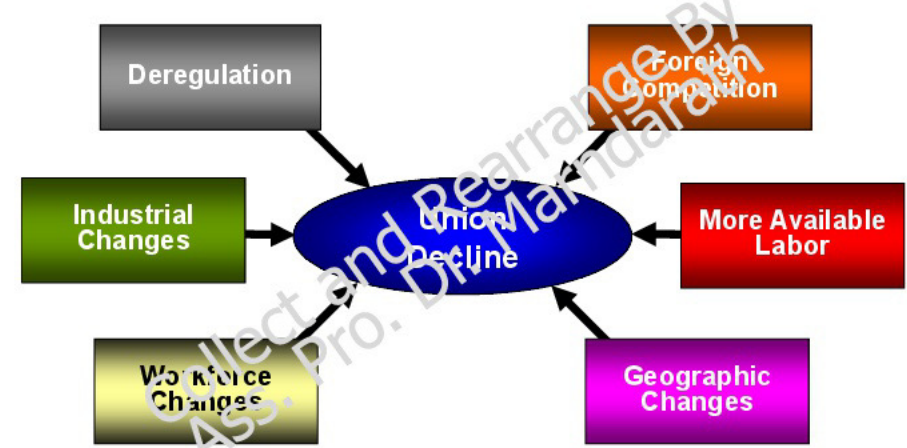 Deregulation
Foreign
Competition
Industrial
Changes
Union
Decline
More Available
Labor
Workforce
Changes
Geographic
Changes
Collect and Rearrange By
Ass. Pro. Dr. Marndarath